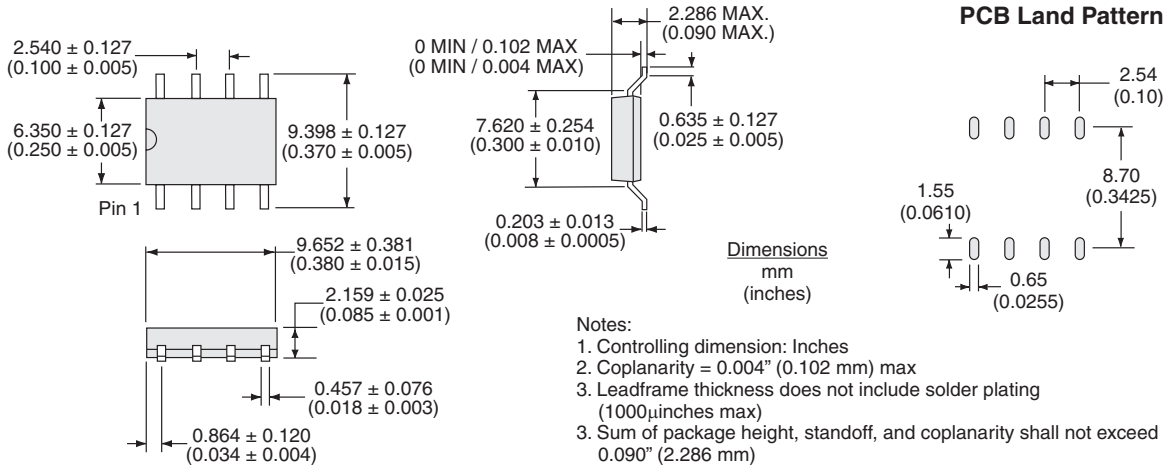 2.540 ± 0.127
(0.100 ± 0.005)
6.350 ± 0.127
(0.250 ± 0.005)
9.398 ± 0.127
(0.370 ± 0.005)
Pin 1
9.652 ± 0.381
(0.380 ± 0.015)
2.159 ± 0.025
(0.085 ± 0.001)
0.457 ± 0.076
(0.018 ± 0.003)
0.864 ± 0.120
(0.034 ± 0.004)
2.286 MAX.
(0.090 MAX.)
0 MIN / 0.102 MAX
(0 MIN / 0.004 MAX)
7.620 ± 0.254
(0.300 ± 0.010)
0.635 ± 0.127
(0.025 ± 0.005)
0.203 ± 0.013
(0.008 ± 0.0005)
Dimensions
mm
(inches)
PCB Land Pattern
2.54
(0.10)
8.70
(0.3425)
1.55
(0.0610)
0.65
(0.0255)
Notes:
1. Controlling dimension: Inches
2. Coplanarity = 0.004” (0.102 mm) max
3. Leadframe thickness does not include solder plating
(1000µinches max)
3. Sum of package height, standoff, and coplanarity shall not exceed
0.090” (2.286 mm)